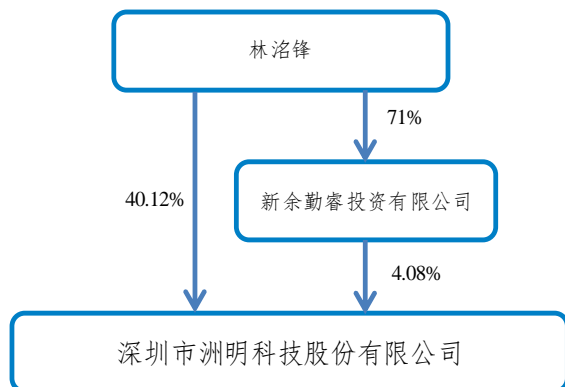 林洺锋
71%
40.12%
新余勤睿投资有限公司
4.08%
深圳市洲明科技股份有限公司